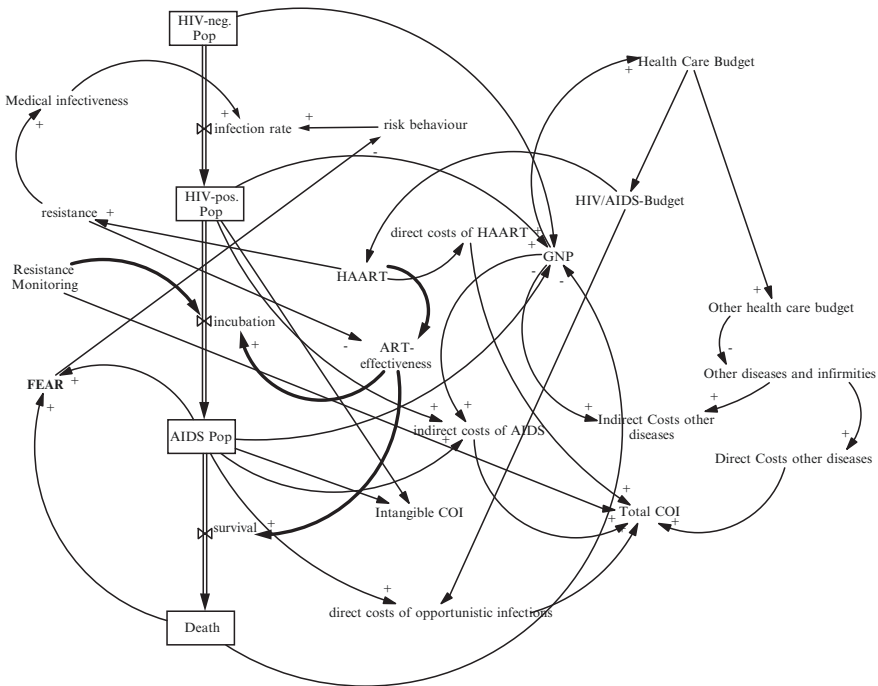 HIV-neg.
Pop
Health Care Budget
+
Medical infectiveness
+
+
+
infection rate
risk behaviour
+
-
HIV-pos.
Pop
HIV/AIDS-Budget
resistance
+
direct costs of HAART
+
+
GNP
-
-
Resistance
Monitoring
HAART
+
Other health care budget
incubation
+
-
ART-
effectiveness
-
Other diseases and infirmities
FEAR
+
+
+
+
+
Indirect Costs other
diseases
indirect costs of AIDS
+
+
+
AIDS Pop
Direct Costs other diseases
+
Intangible COI
Total COI
+
+
+
survival
+
+
direct costs of opportunistic infections
Death